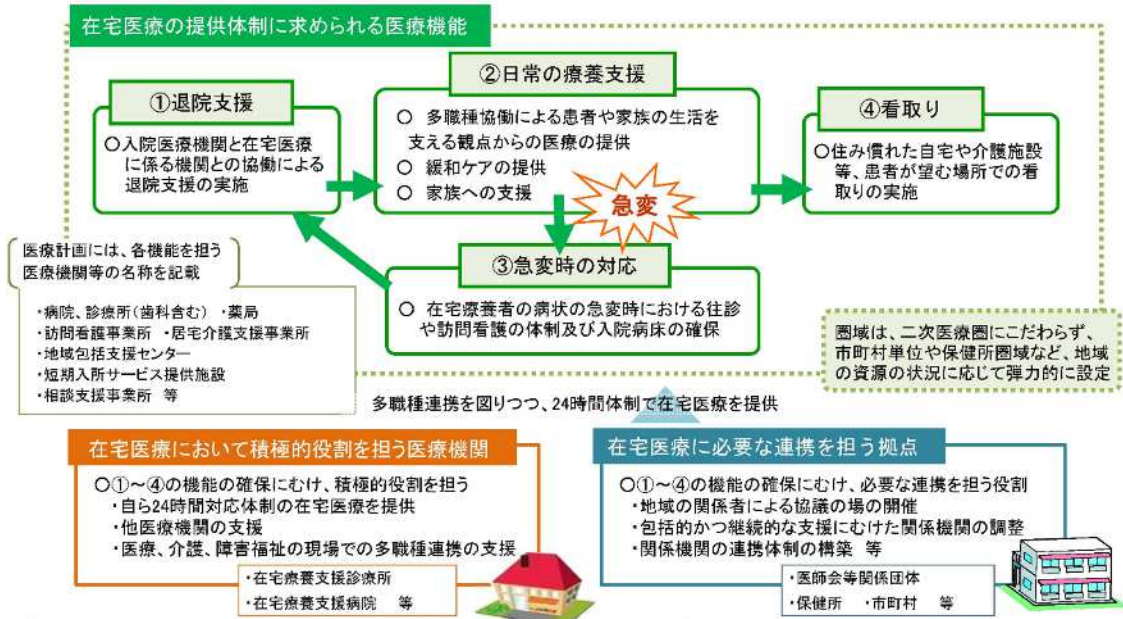 在宅医療の提供体制に求められる医療機能
①退院支援
○入院医療機関と在宅医療
に係る機関との協働による
退院支援の実施
②日常の療養支援
○ 多職種協働による患者や家族の生活を
支える観点からの医療の提供
○ 緩和ケアの提供
○ 家族への支援
急変
④看取り
○住み慣れた自宅や介護施設
等、患者が望む場所での看
取りの実施
③急変時の対応
○ 在宅療養者の病状の急変時における往診
や訪問看護の体制及び入院病床の確保
医療計画には、各機能を担う
医療機関等の名称を記載
・病院、診療所(歯科含む) ・薬局
・訪問看護事業所 ・居宅介護支援事業所
・地域包括支援センター
・短期入所サービス提供施設
・相談支援事業所 等
圏域は、二次医療圏にこだわらず、
市町村単位や保健所圏域など、地域
の資源の状況に応じて弾力的に設定
多職種連携を図りつつ、24時間体制で在宅医療を提供
在宅医療において積極的役割を担う医療機関
○①～④の機能の確保にむけ、積極的役割を担う
・自ら24時間対応体制の在宅医療を提供
・他医療機関の支援
・医療、介護、障害福祉の現場での多職種連携の支援
・在宅療養支援診療所
・在宅療養支援病院 等
在宅医療に必要な連携を担う拠点
○①～④の機能の確保にむけ、必要な連携を担う役割
・地域の関係者による協議の場の開催
・包括的かつ継続的な支援にむけた関係機関の調整
・関係機関の連携体制の構築 等
・医師会等関係団体
・保健所 ・市町村 等